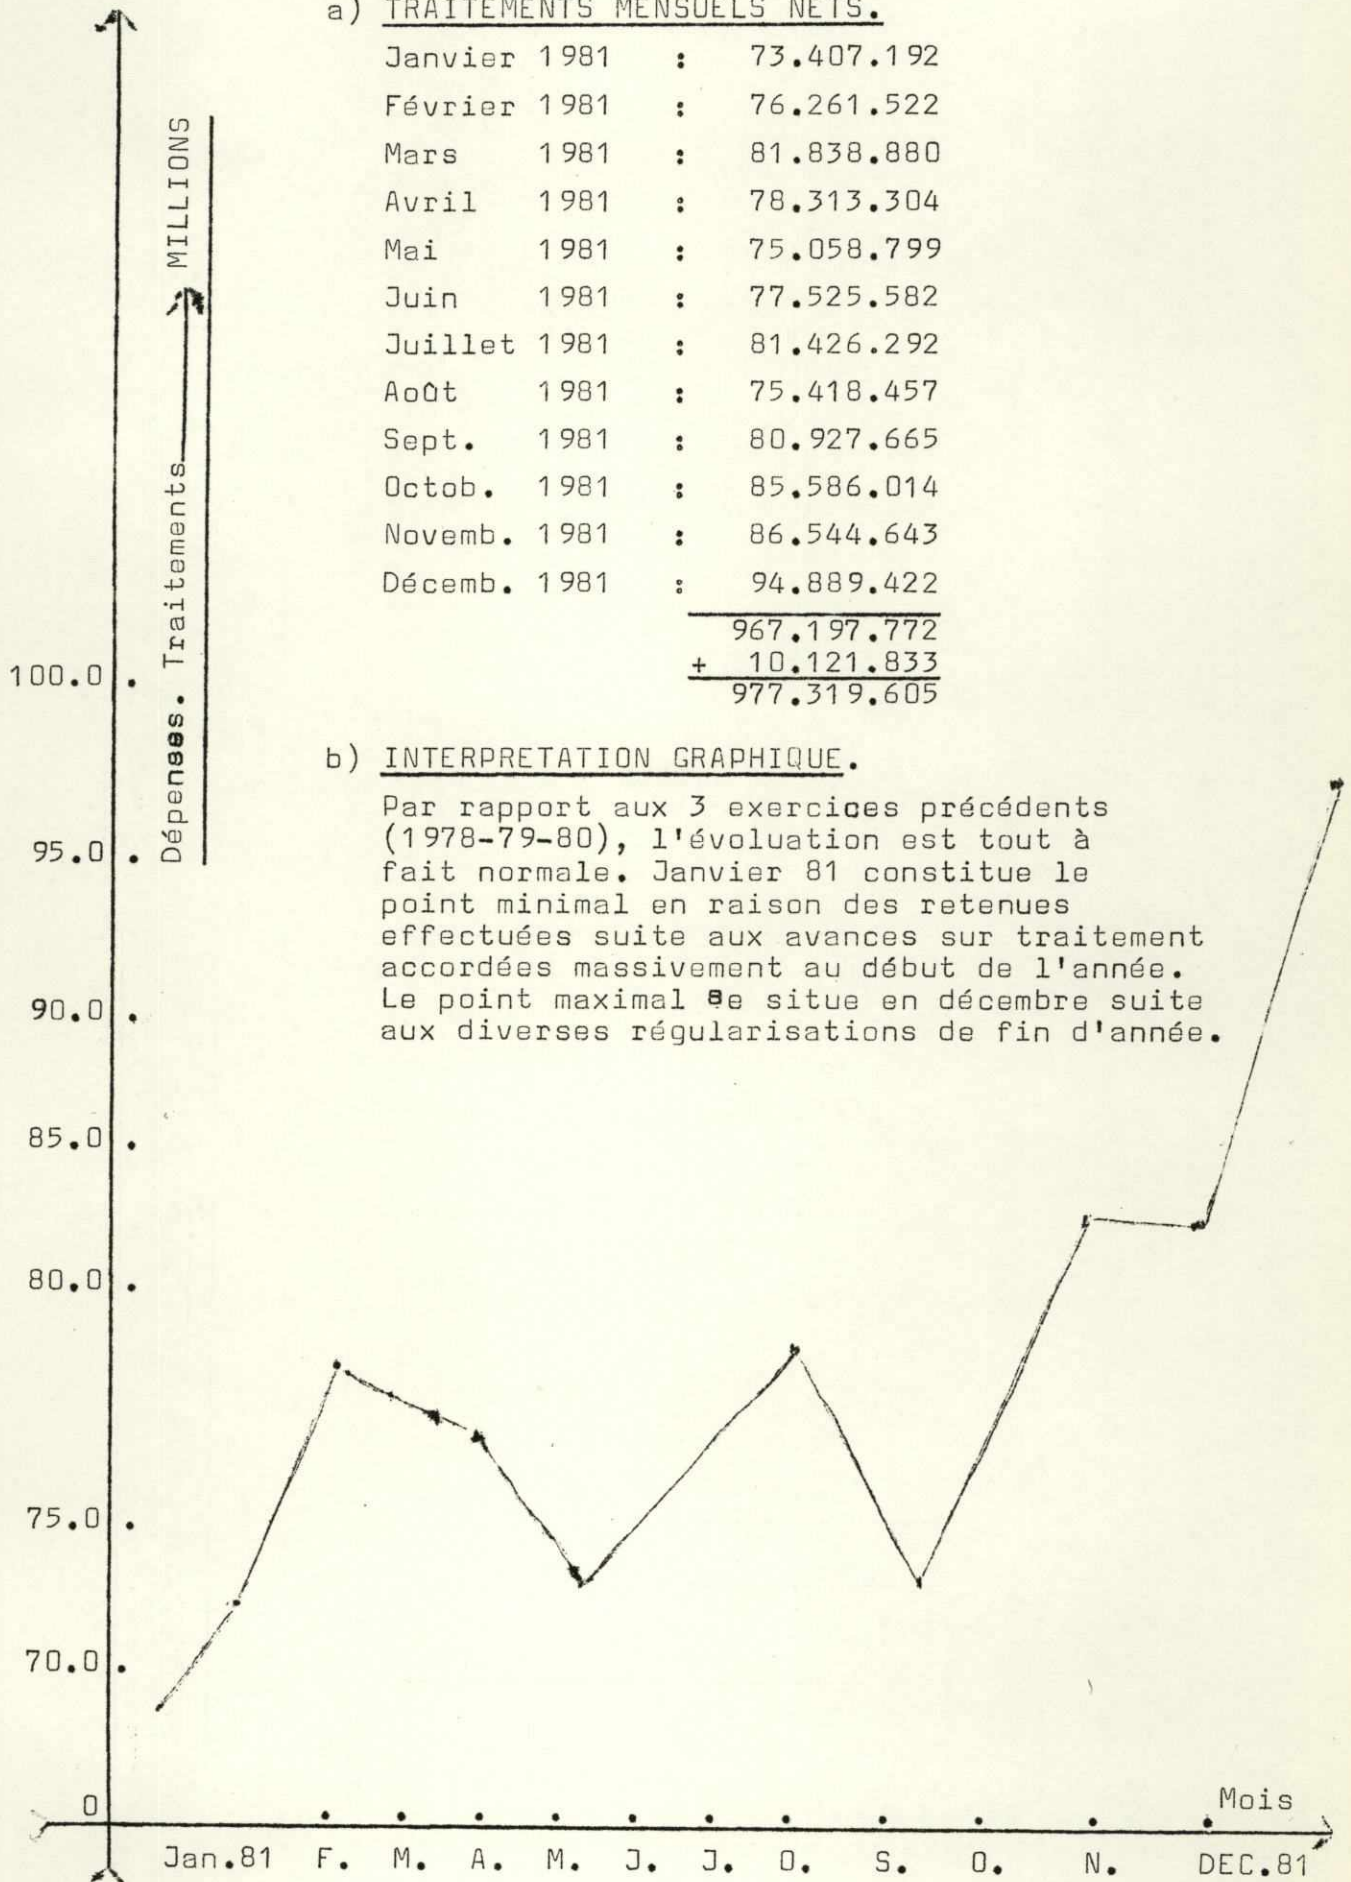 a) TRAITEMENTS MENSUELS NETS.
Janvier 1981 : 73.407.192
Février 1981 : 76.261.522
Mars 1981 : 81.838.880
Avril 1981 : 78.313.304
Mai 1981 : 75.058.799
Juin 1981 : 77.525.582
Juillet 1981 : 81.426.292
Août 1981 : 75.418.457
Sept. 1981 : 80.927.665
Octob. 1981 : 85.586.014
Novemb. 1981 : 86.544.643
Décemb. 1981 : 94.889.422
967.197.772
+ 10.121.833
977.319.605
Dépenses. Traitements MILLIONS
b) INTERPRETATION GRAPHIQUE.
Par rapport aux 3 exercices précédents
(1978-79-80), l'évoluation est tout à
fait normale. Janvier 81 constitue le
point minimal en raison des retenues
effectuées suite aux avances sur traitement
accordées massivement au début de l'année.
Le point maximal se situe en décembre suite
aux diverses régularisations de fin d'année.
100.0
95.0
90.0
85.0
80.0
75.0
70.0
0
Mois
Jan.81 F. M. A. M. J. J. O. S. O. N. DEC.81